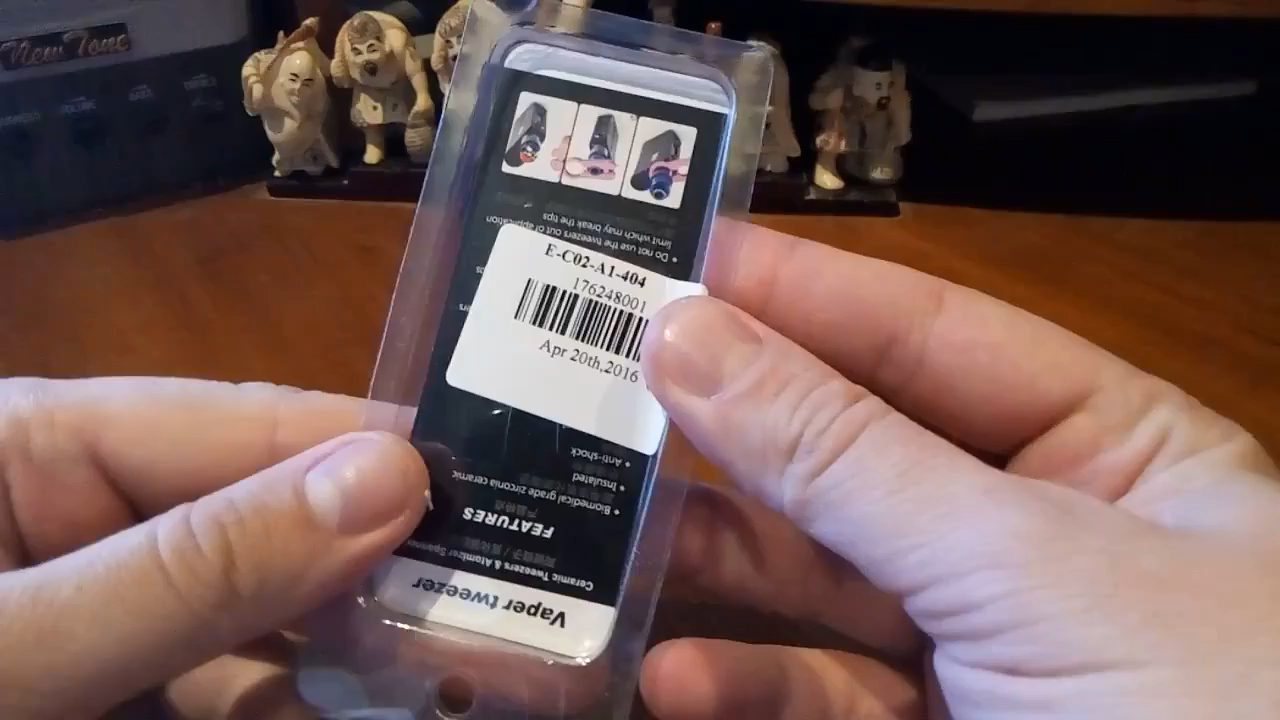 New Tone
E-C02-A1-404
176248001
Apr 20th,2016
Vaper tweezer
Ceramic Tweezers & Atomizer Spanner
FEATURES
• Biomedical grade zirconia ceramic
• Insulated
• Anti-shock
• Do not use the tweezers out of application
limit which may break the tips